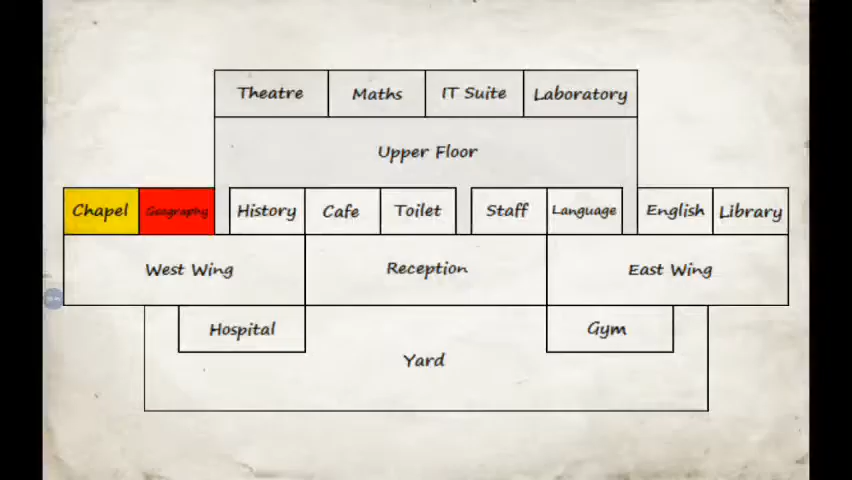 Theatre Maths IT Suite Laboratory
Upper Floor
Chapel Geography History Cafe Toilet Staff Language English Library
West Wing Reception East Wing
Hospital Gym
Yard